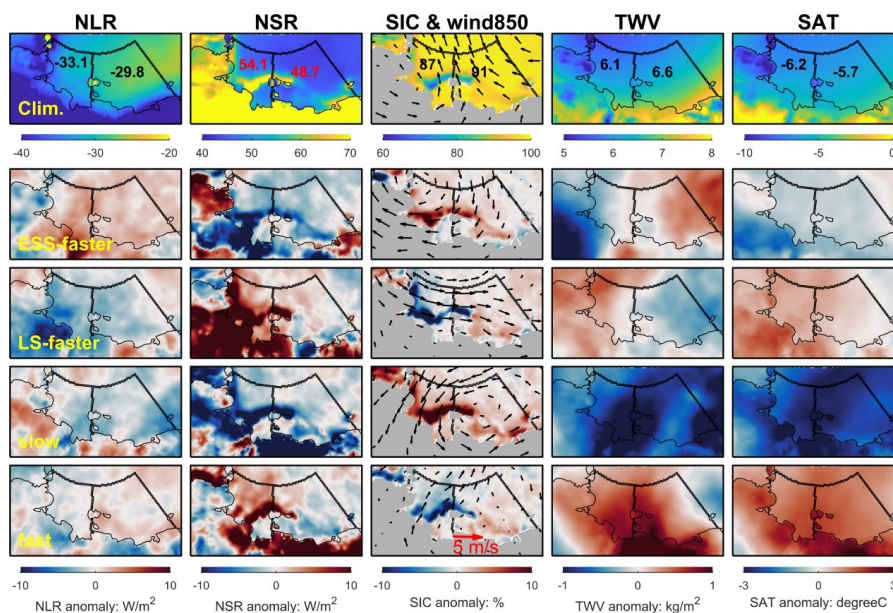 NLR NSR SIC & wind850 TWV SAT
-33.1 -29.8 54.1 48.7 87 91 6.1 6.6 -6.2 -5.7
Clim.
-40 -30 -20 40 50 60 70 60 80 100 5 6 7 8 -10 -5 0
ESS-faster
LS-faster
slow
fast
5 m/s
-10 0 10 -10 0 10 -10 0 10 -1 0 1 -3 0 3
NLR anomaly: W/m² NSR anomaly: W/m² SIC anomaly: % TWV anomaly: kg/m² SAT anomaly: degreeC